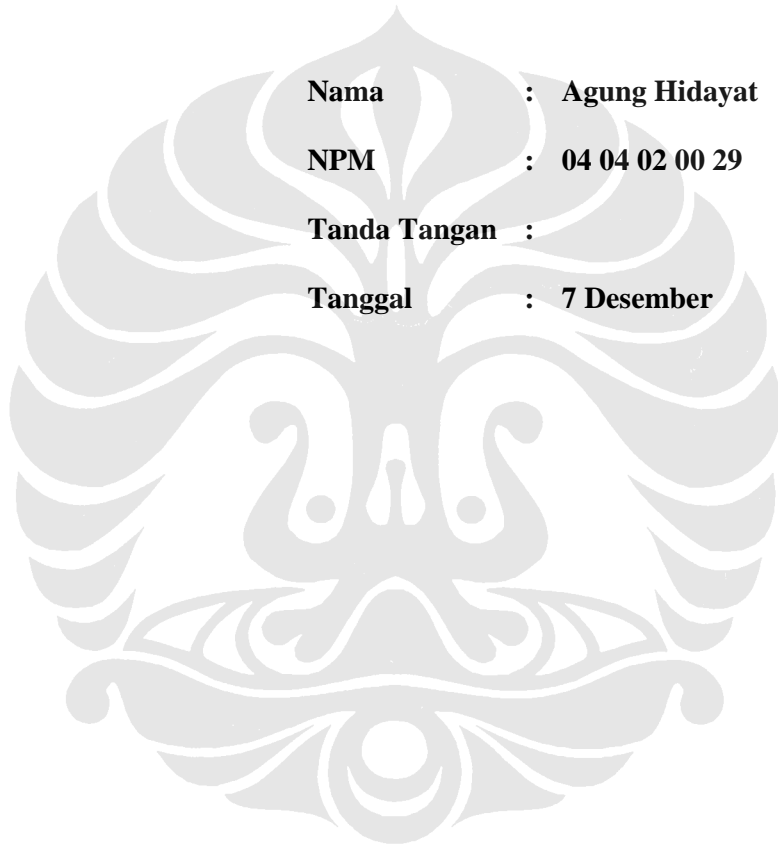 Nama : Agung Hidayat
NPM : 04 04 02 00 29
Tanda Tangan :
Tanggal : 7 Desember